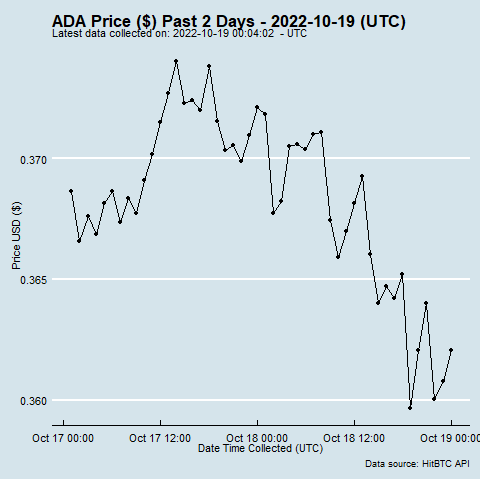 ADA Price ($) Past 2 Days - 2022-10-19 (UTC)
Latest data collected on: 2022-10-19 00:04:02  - UTC
Price USD ($)
0.370
0.365
0.360
Oct 17 00:00 Oct 17 12:00 Oct 18 00:00 Oct 18 12:00 Oct 19 00:00
Date Time Collected (UTC)
Data source: HitBTC API